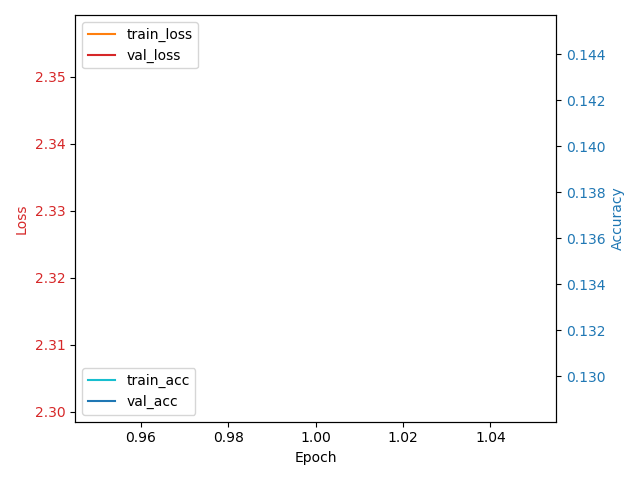 train_loss
val_loss
2.35
2.34
2.33
2.32
2.31
2.30
Loss
0.144
0.142
0.140
0.138
0.136
0.134
0.132
0.130
Accuracy
train_acc
val_acc
0.96 0.98 1.00 1.02 1.04
Epoch